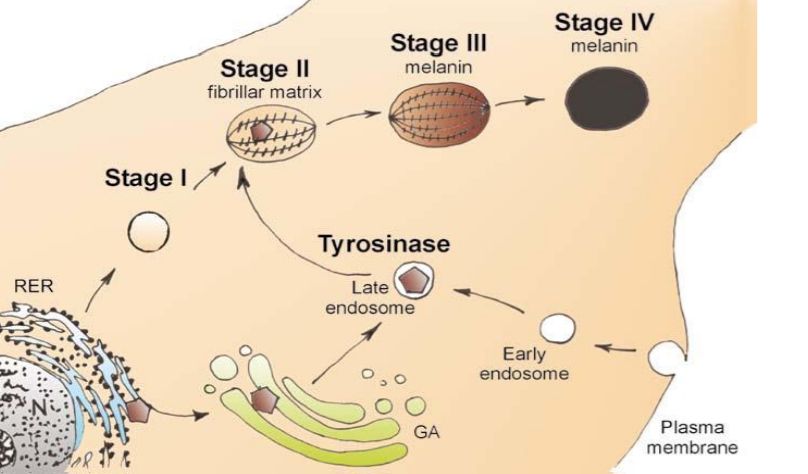 Stage IV
melanin
Stage III
melanin
Stage II
fibrillar matrix
Stage I
Tyrosinase
RER
Late
endosome
Early
endosome
N
GA
Plasma
membrane